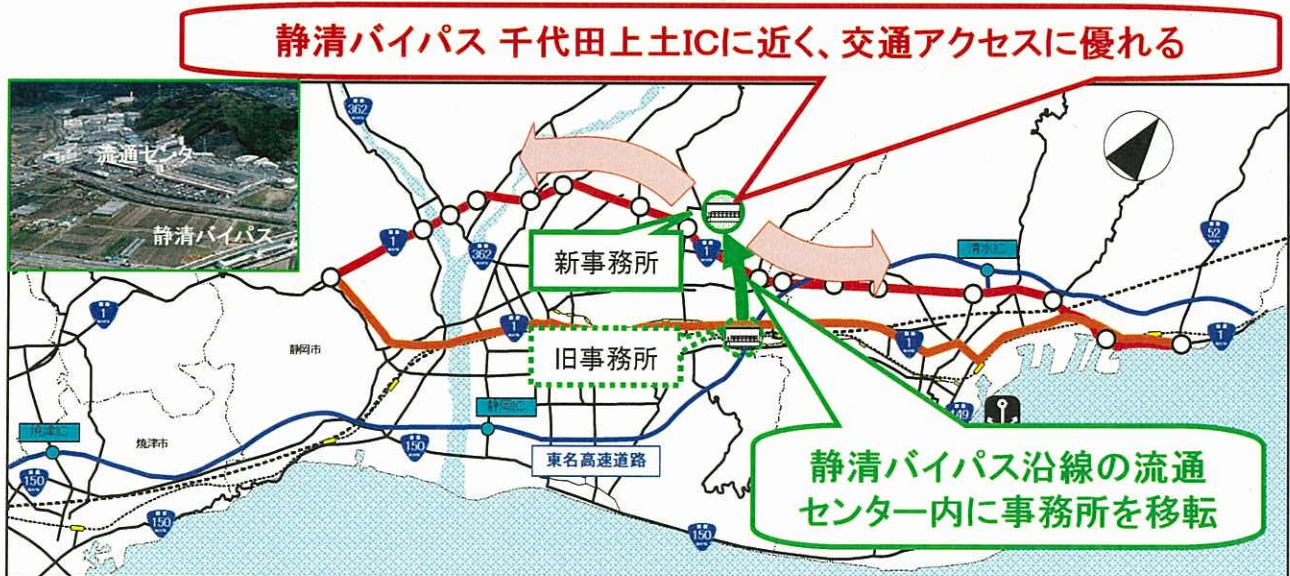 静清バイパス 千代田上土ICに近く、交通アクセスに優れる
流通センター
静清バイパス
362
1
362
新事務所
1
清水IC
52
1
静岡市
1
旧事務所
1
1
静岡IC
149
焼津IC
焼津市
150
150
東名高速道路
150
150
静清バイパス沿線の流通
センター内に事務所を移転